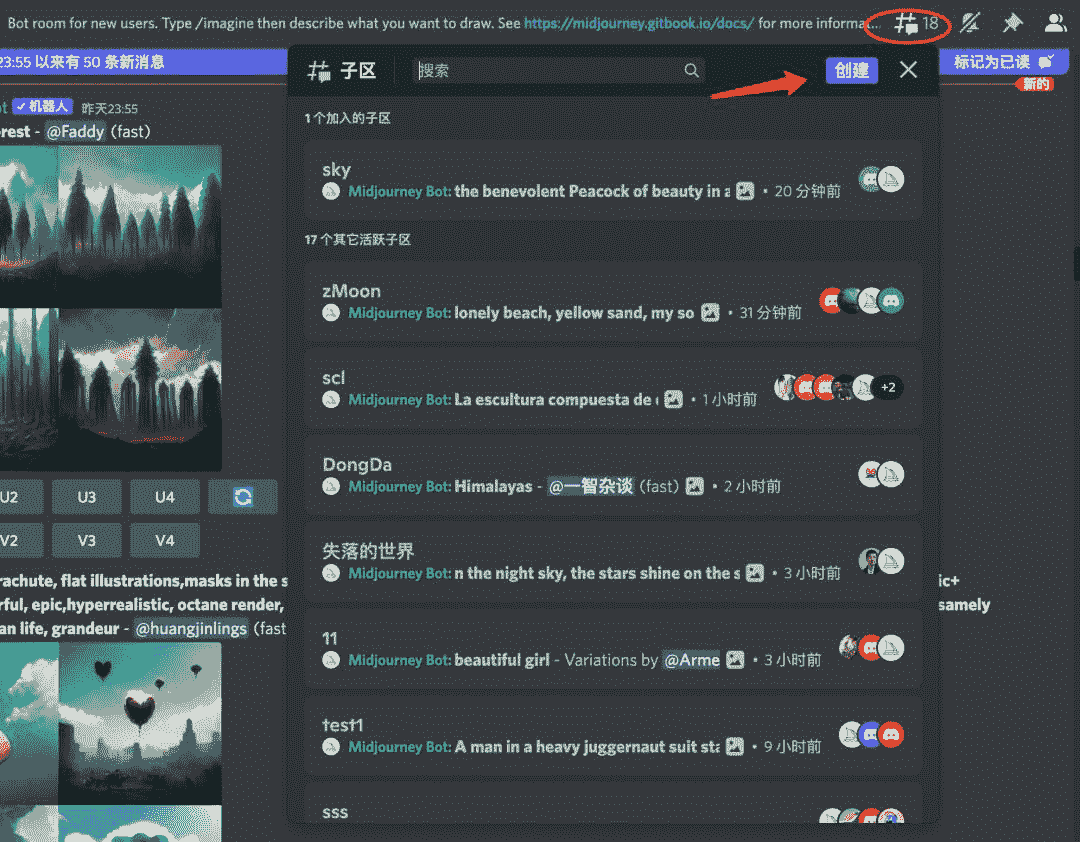 Bot room for new users. Type /imagine then describe what you want to draw. See https://midjourney.gitbook.io/docs/ for more informat... 18
23:55 以来有 50 条新消息
标记为已读
新的
机器人 昨天23:55
rest - @Faddy (fast)
U2 U3 U4
V2 V3 V4
rachute, flat illustrations,masks in the s
rful, epic,hyperrealistic, octane render,
an life, grandeur - @huangjinlings (fast
ic+
samely
子区
搜索
创建
1 个加入的子区
sky
Midjourney Bot: the benevolent Peacock of beauty in a • 20 分钟前
17 个其它活跃子区
zMoon
Midjourney Bot: lonely beach, yellow sand, my so • 31 分钟前
scl
Midjourney Bot: La escultura compuesta de • 1 小时前
+2
DongDa
Midjourney Bot: Himalayas - @一智杂谈 (fast) • 2 小时前
失落的世界
Midjourney Bot: n the night sky, the stars shine on the s • 3 小时前
11
Midjourney Bot: beautiful girl - Variations by @Arme • 3 小时前
test1
Midjourney Bot: A man in a heavy juggernaut suit sta • 9 小时前
sss